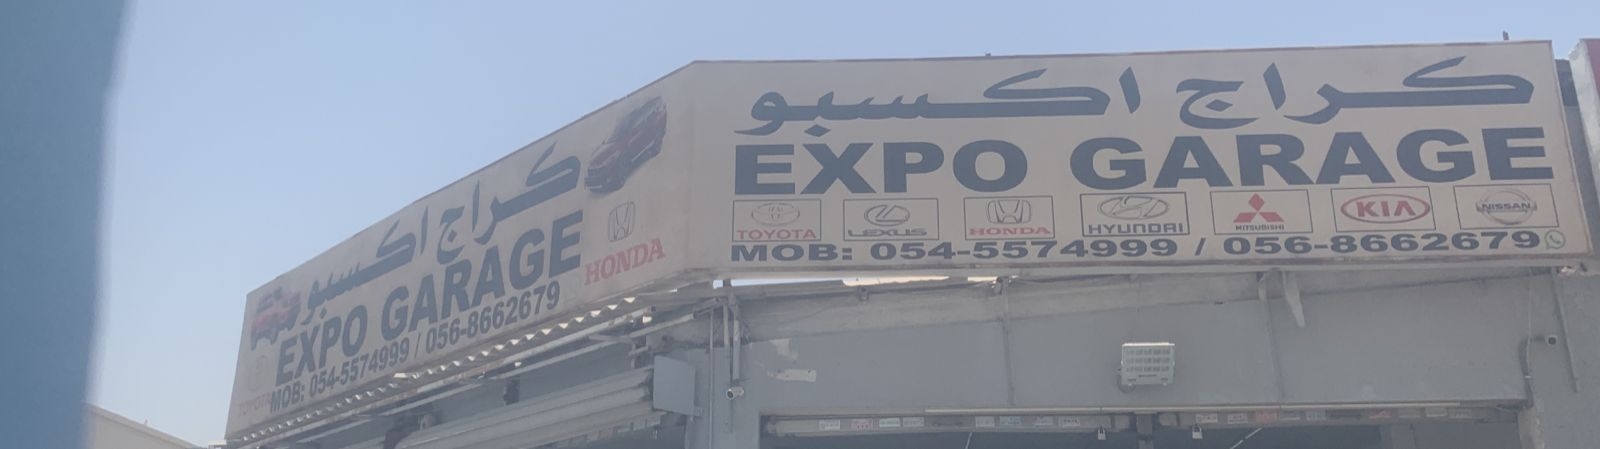 كراج اكسبو
EXPO GARAGE
HONDA
TOYOTA
MOB: 054-5574999 / 056-8662679
كراج اكسبو
EXPO GARAGE
TOYOTA LEXUS HONDA HYUNDAI MITSUBISHI KIA NISSAN
MOB: 054-5574999 / 056-8662679